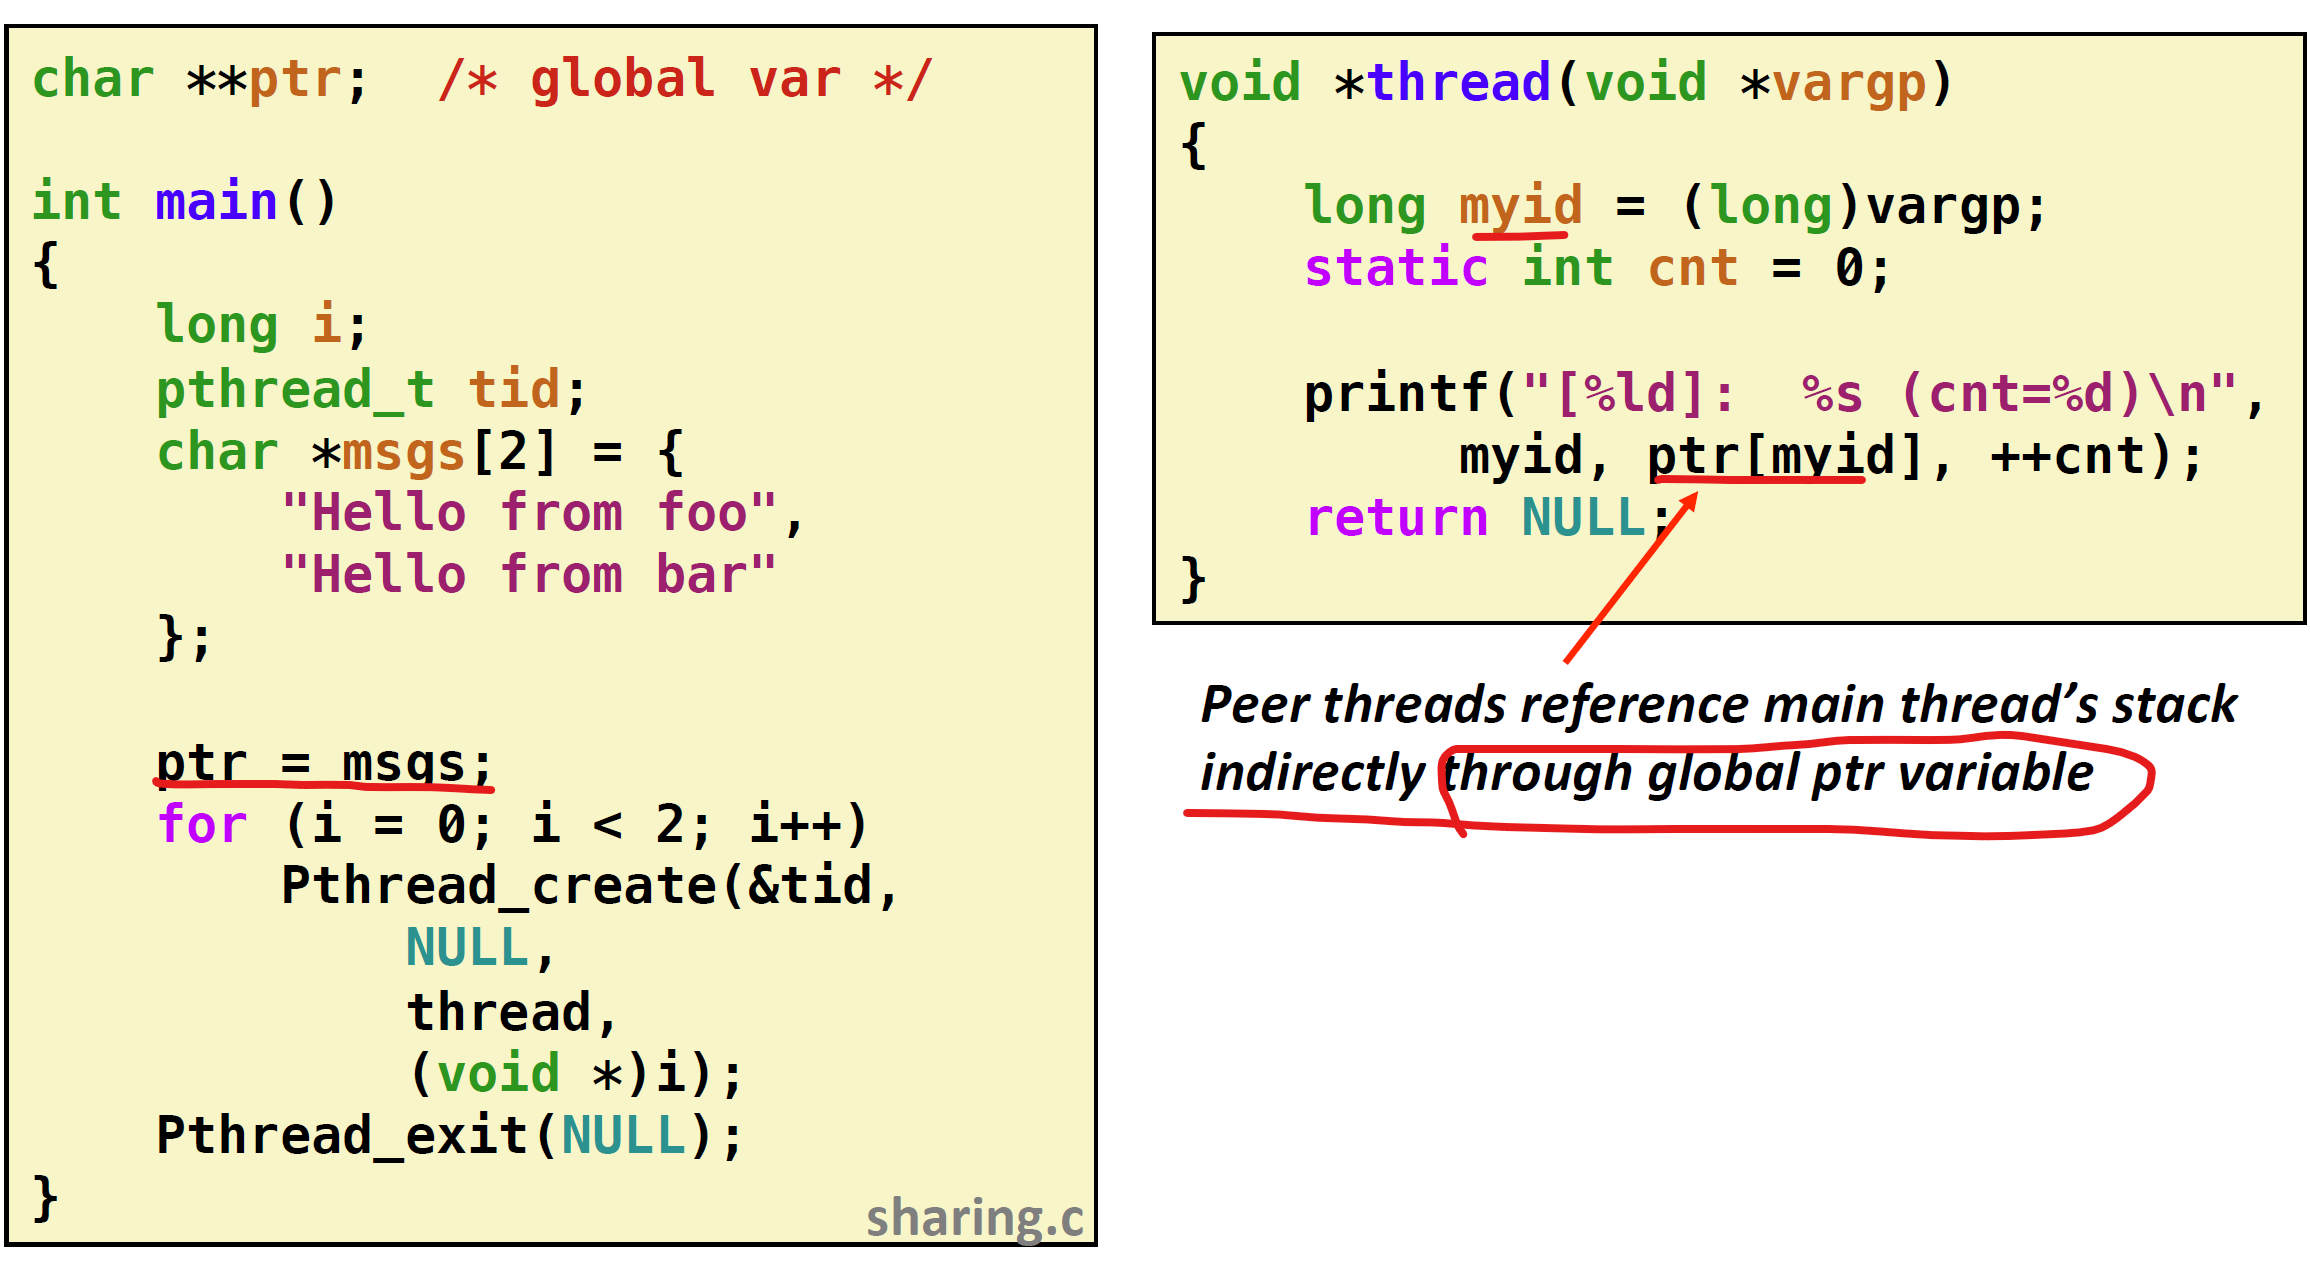 char **ptr;  /* global var */

int main()
{
    long i;
    pthread_t tid;
    char *msgs[2] = {
        "Hello from foo",
        "Hello from bar"
    };

    ptr = msgs;
    for (i = 0; i < 2; i++)
        Pthread_create(&tid,
            NULL,
            thread,
            (void *)i);
    Pthread_exit(NULL);
}
sharing.c
void *thread(void *vargp)
{
    long myid = (long)vargp;
    static int cnt = 0;

    printf("[%ld]:  %s (cnt=%d)\n",
         myid, ptr[myid], ++cnt);
    return NULL;
}
Peer threads reference main thread’s stack
indirectly through global ptr variable